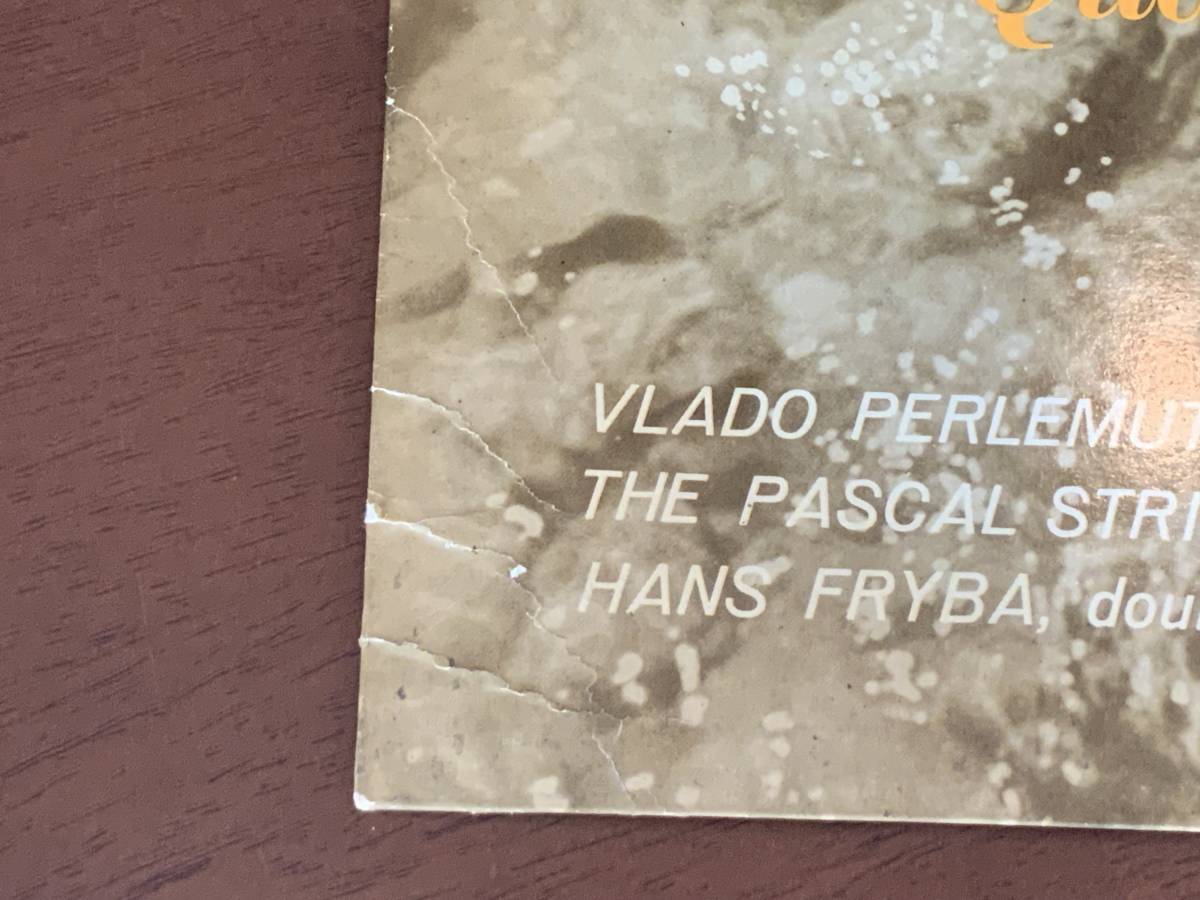 VLADO PERLEMUT
THE PASCAL STRI
HANS FRYBA, dou